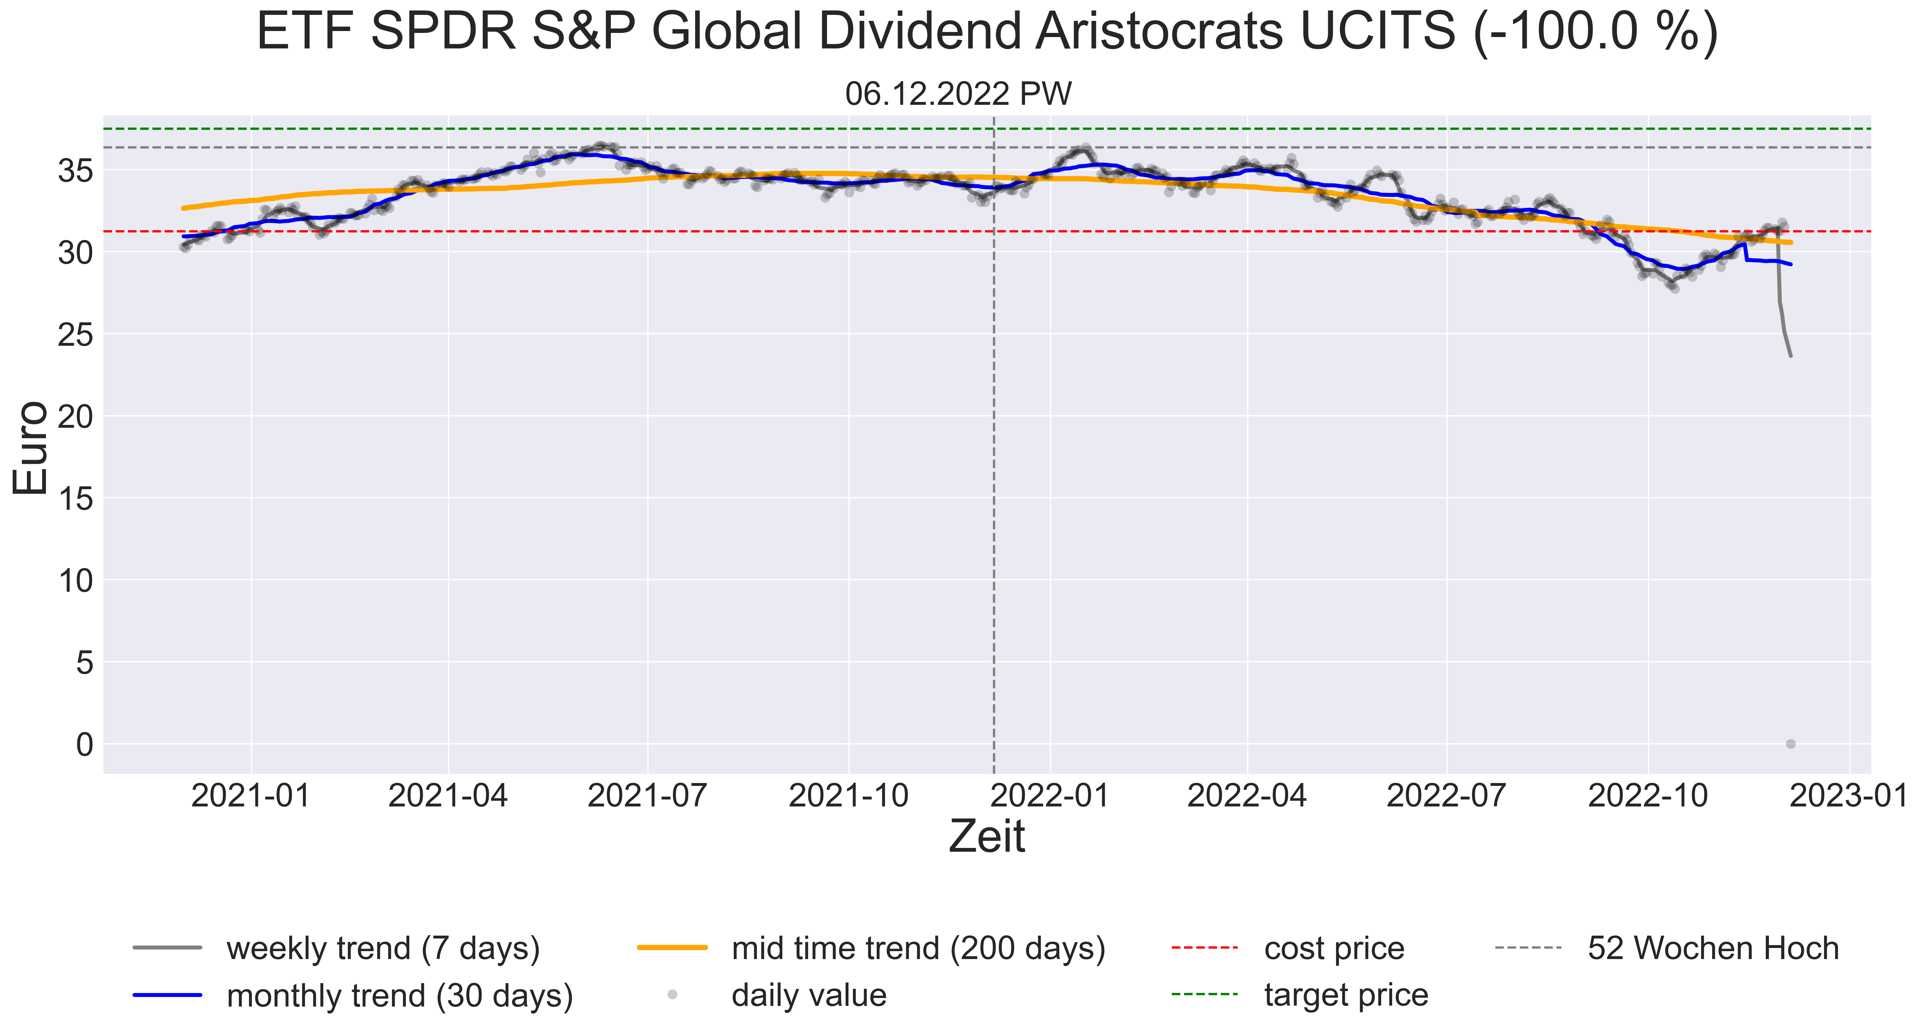 ETF SPDR S&P Global Dividend Aristocrats UCITS (-100.0 %)
06.12.2022 PW
35
30
25
20
15
10
5
0
Euro
2021-01 2021-04 2021-07 2021-10 2022-01 2022-04 2022-07 2022-10 2023-01
Zeit
weekly trend (7 days) mid time trend (200 days) cost price 52 Wochen Hoch
monthly trend (30 days) daily value target price